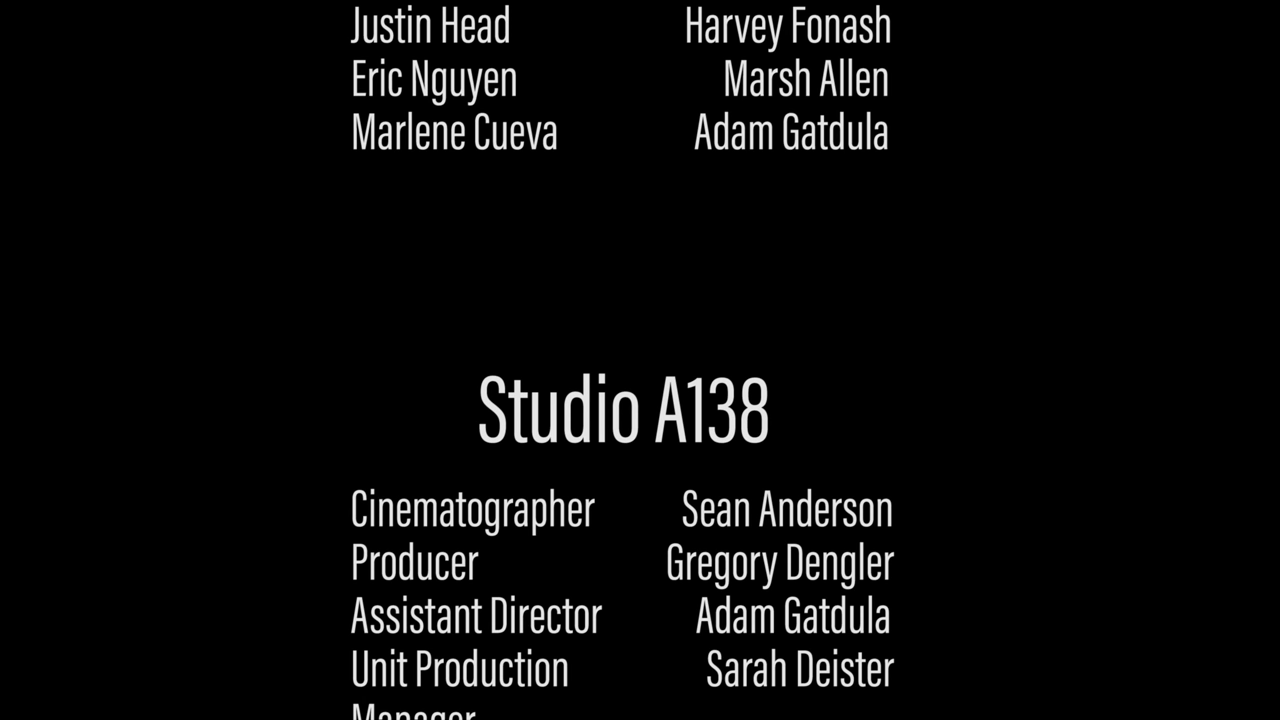 Justin Head Harvey Fonash
Eric Nguyen Marsh Allen
Marlene Cueva Adam Gatdula
Studio A138
Cinematographer Sean Anderson
Producer Gregory Dengler
Assistant Director Adam Gatdula
Unit Production Sarah Deister
Manager